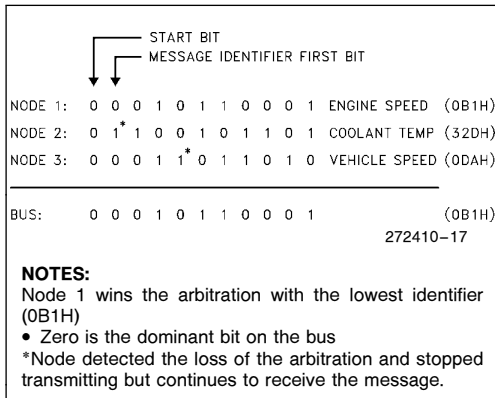 START BIT
MESSAGE IDENTIFIER FIRST BIT
NODE 1: 0 0 0 1 0 1 1 0 0 0 1 ENGINE SPEED (0B1H)
NODE 2: 0 1* 1 0 0 1 0 1 1 0 1 COOLANT TEMP (32DH)
NODE 3: 0 0 0 1 1* 0 1 1 0 1 0 VEHICLE SPEED (0DAH)
BUS: 0 0 0 1 0 1 1 0 0 0 1 (0B1H)
272410–17
NOTES:
Node 1 wins the arbitration with the lowest identifier
(0B1H)
• Zero is the dominant bit on the bus
*Node detected the loss of the arbitration and stopped
transmitting but continues to receive the message.